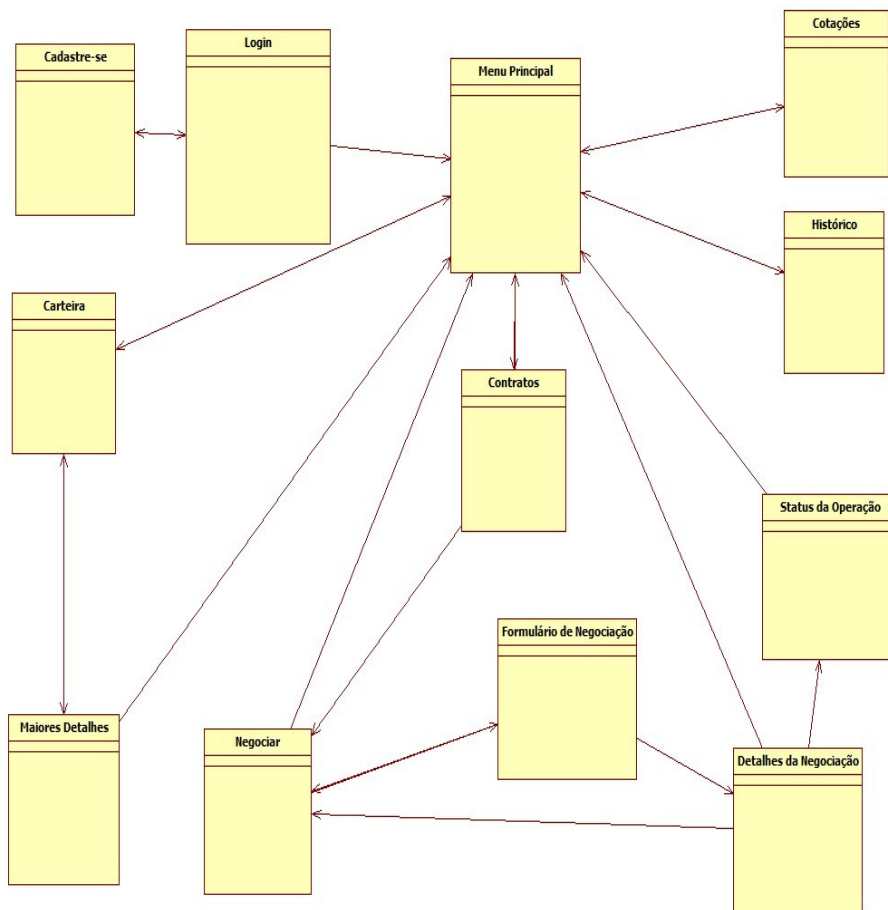 Cadastre-se
Login
Menu Principal
Cotações
Histórico
Carteira
Contratos
Status da Operação
Formulário de Negociação
Maiores Detalhes
Negociar
Detalhes da Negociação